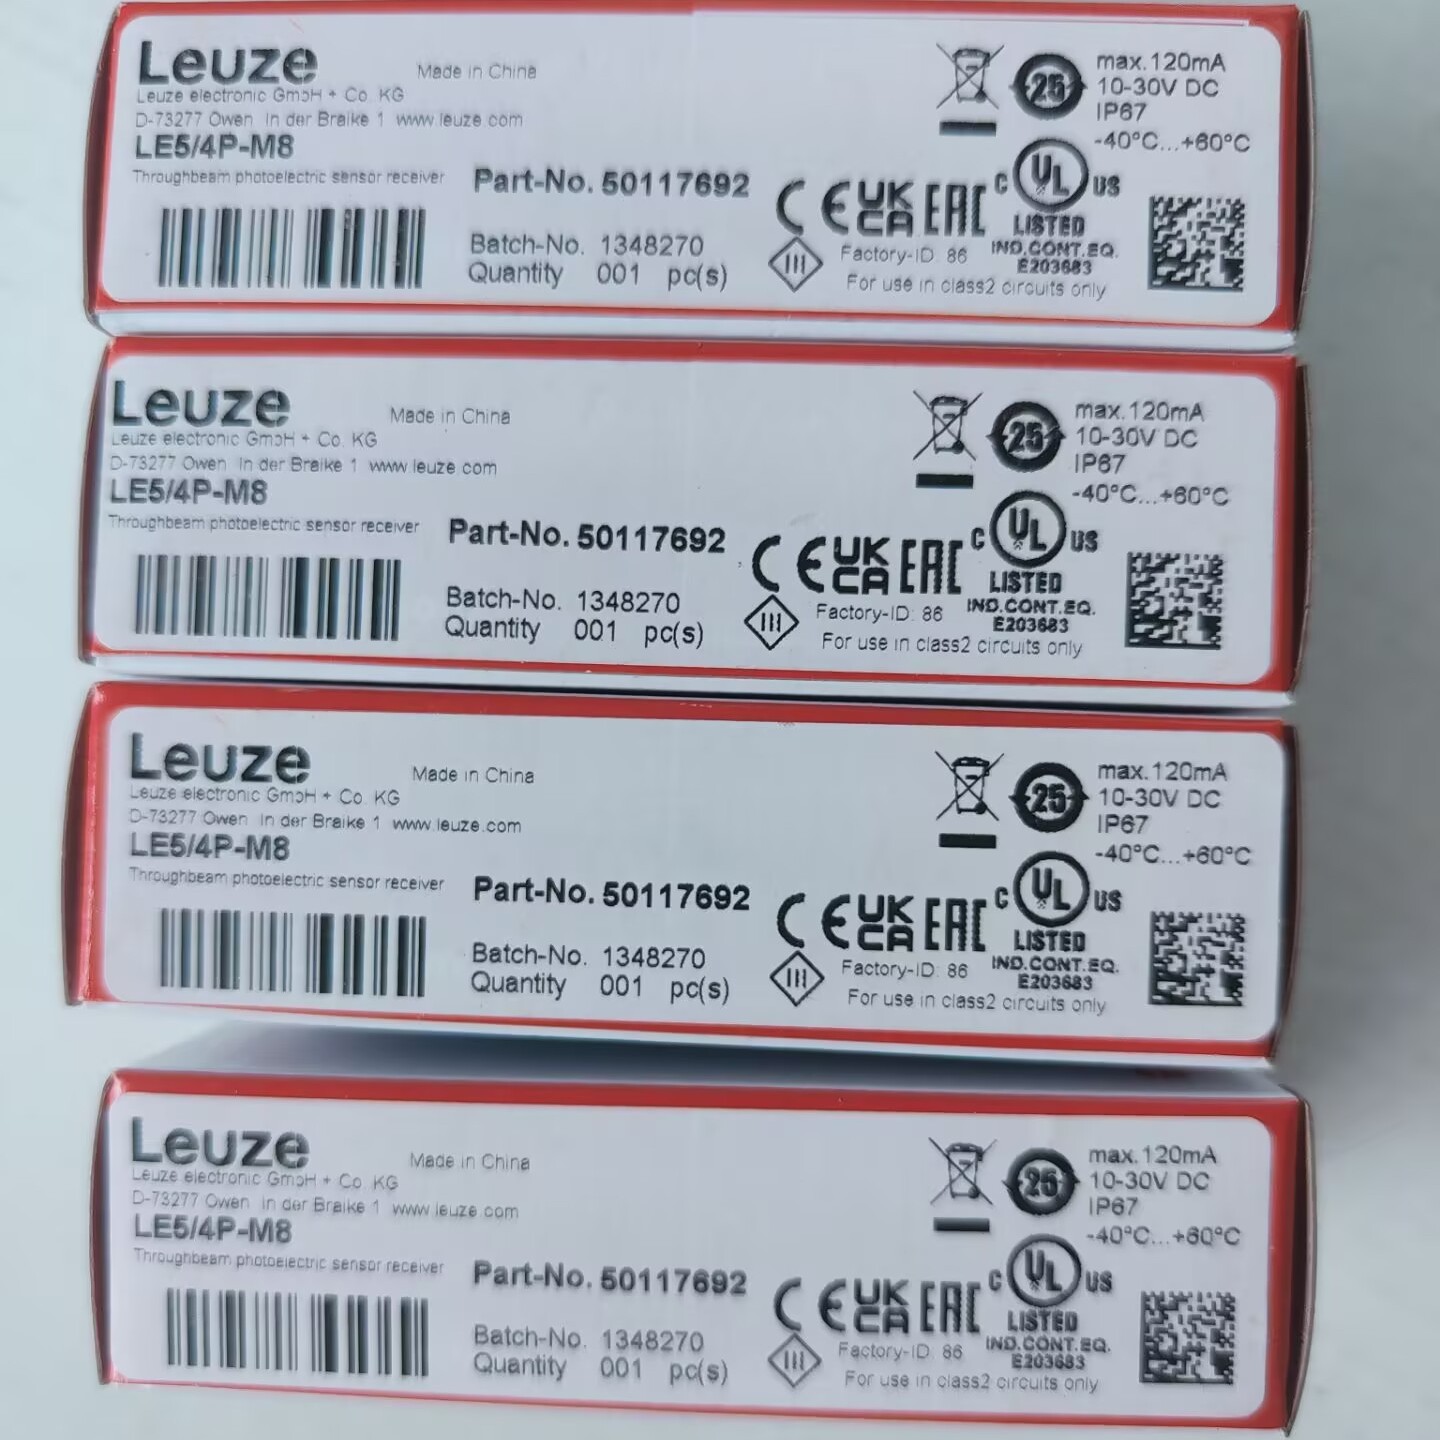 Leuze Made in China
Leuze electronic GmbH + Co. KG
D-73277 Owen In der Braike 1 www.leuze.com
LE5/4P-M8
Throughbeam photoelectric sensor receiver
Part-No. 50117692
Batch-No. 1348270
Quantity 001 pc(s)
25
max. 120mA
10-30V DC
IP67
-40°C...+60°C
C UL US
LISTED
IND.CONT.EQ.
E203683
CE UK CA EAC
Factory-ID: 86
For use in class2 circuits only
Leuze Made in China
Leuze electronic GmbH + Co. KG
D-73277 Owen In der Braike 1 www.leuze.com
LE5/4P-M8
Throughbeam photoelectric sensor receiver
Part-No. 50117692
Batch-No. 1348270
Quantity 001 pc(s)
25
max. 120mA
10-30V DC
IP67
-40°C...+60°C
C UL US
LISTED
IND.CONT.EQ.
E203683
CE UK CA EAC
Factory-ID: 86
For use in class2 circuits only
Leuze Made in China
Leuze electronic GmbH + Co. KG
D-73277 Owen In der Braike 1 www.leuze.com
LE5/4P-M8
Throughbeam photoelectric sensor receiver
Part-No. 50117692
Batch-No. 1348270
Quantity 001 pc(s)
25
max. 120mA
10-30V DC
IP67
-40°C...+60°C
C UL US
LISTED
IND.CONT.EQ.
E203683
CE UK CA EAC
Factory-ID: 86
For use in class2 circuits only
Leuze Made in China
Leuze electronic GmbH + Co. KG
D-73277 Owen In der Braike 1 www.leuze.com
LE5/4P-M8
Throughbeam photoelectric sensor receiver
Part-No. 50117692
Batch-No. 1348270
Quantity 001 pc(s)
25
max. 120mA
10-30V DC
IP67
-40°C...+60°C
C UL US
LISTED
IND.CONT.EQ.
E203683
CE UK CA EAC
Factory-ID: 86
For use in class2 circuits only